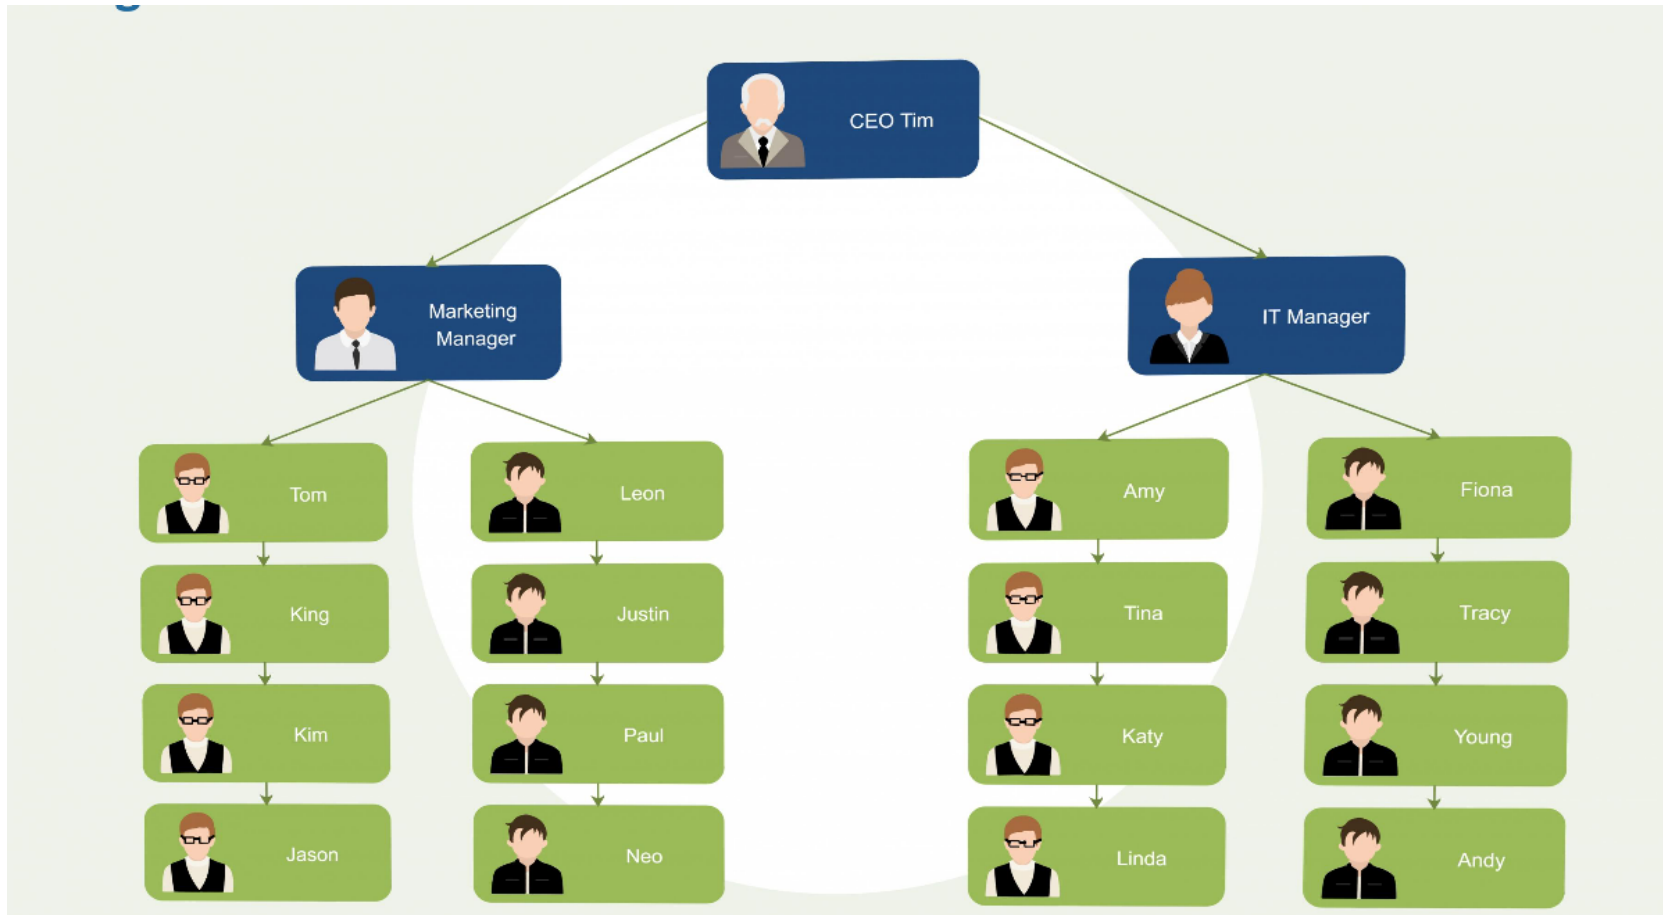 CEO Tim
Marketing
Manager
IT Manager
Tom
Leon
Amy
Fiona
King
Justin
Tina
Tracy
Kim
Paul
Katy
Young
Jason
Neo
Linda
Andy